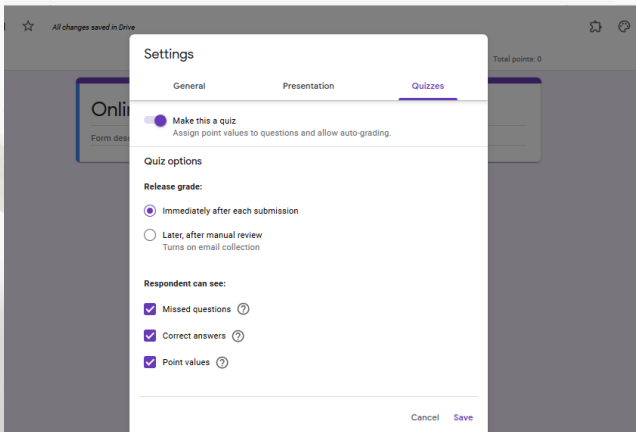 All changes saved in Drive
Settings
Total points: 0
General Presentation Quizzes
Onli
Make this a quiz
Assign point values to questions and allow auto-grading.
Form desc
Quiz options
Release grade:
Immediately after each submission
Later, after manual review
Turns on email collection
Respondent can see:
Missed questions
Correct answers
Point values
Cancel Save